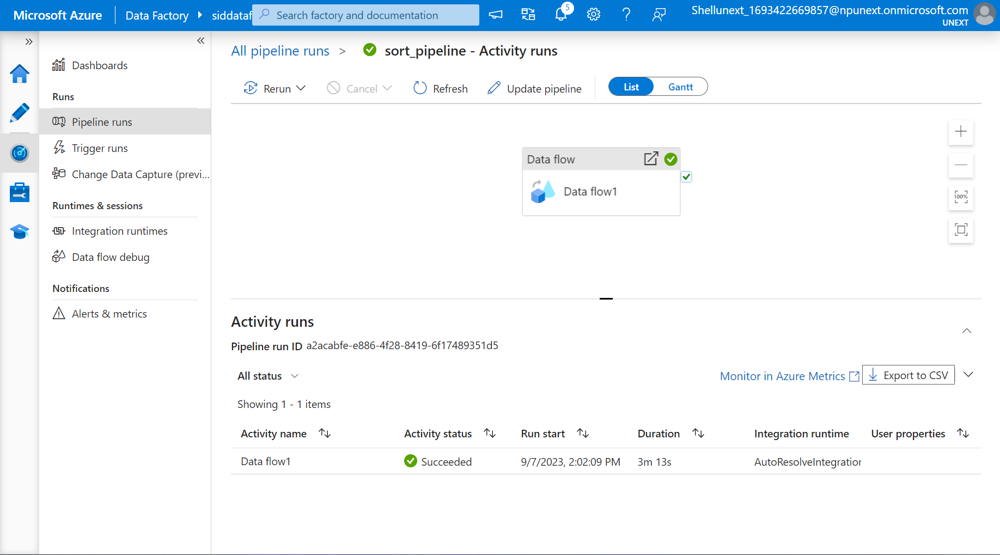 Microsoft Azure
Data Factory
siddataf
Search factory and documentation
5
Shellunext_1693422669857@npunext.onmicrosoft.com
UNEXT
Dashboards
Runs
Pipeline runs
Trigger runs
Change Data Capture (previ...
Runtimes & sessions
Integration runtimes
Data flow debug
Notifications
Alerts & metrics
All pipeline runs > sort_pipeline - Activity runs
Rerun Cancel Refresh Update pipeline List Gantt
Data flow
Data flow1
100%
Activity runs
Pipeline run ID a2acabfe-e886-4f28-8419-6f17489351d5
All status
Monitor in Azure Metrics Export to CSV
Showing 1 - 1 items
Activity name Activity status Run start Duration Integration runtime User properties
Data flow1 Succeeded 9/7/2023, 2:02:09 PM 3m 13s AutoResolveIntegration